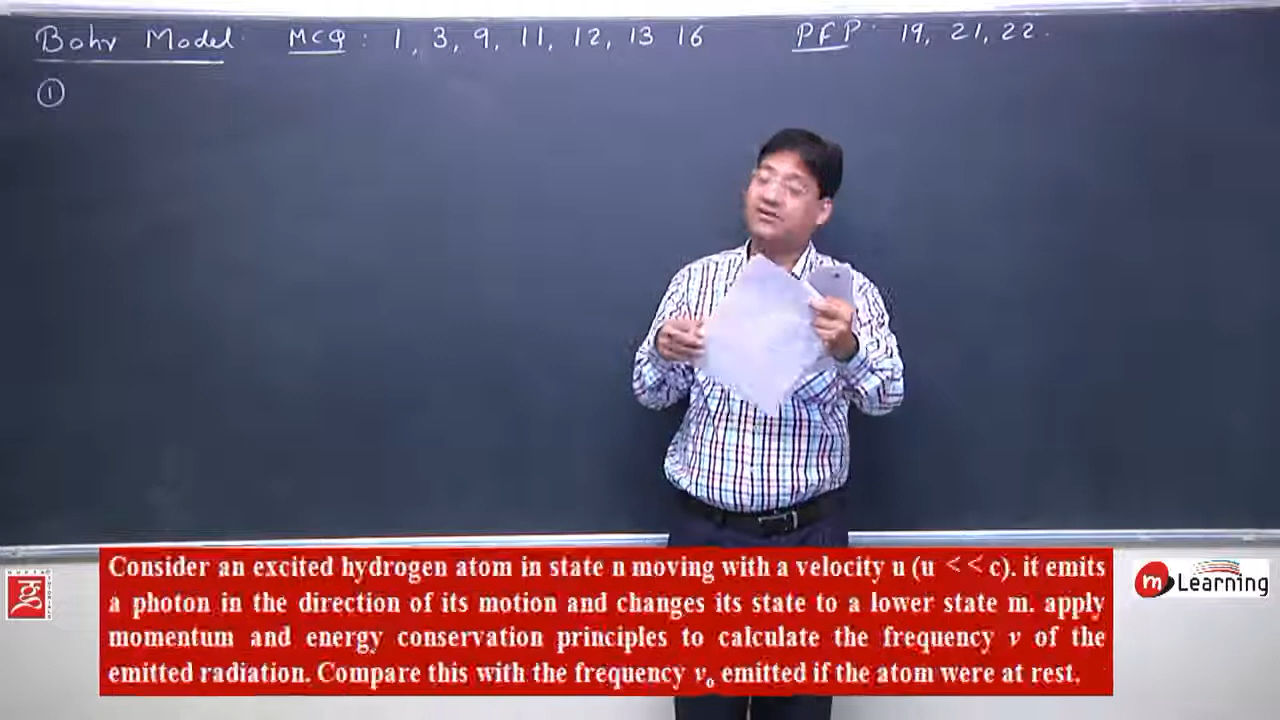 Bohr Model. MCQ : 1, 3, 9, 11, 12, 13 16 PFP : 19, 21, 22.
1
Consider an excited hydrogen atom in state n moving with a velocity u (u < < c). it emits
a photon in the direction of its motion and changes its state to a lower state m. apply
momentum and energy conservation principles to calculate the frequency ν of the
emitted radiation. Compare this with the frequency ν₀ emitted if the atom were at rest.
m Learning